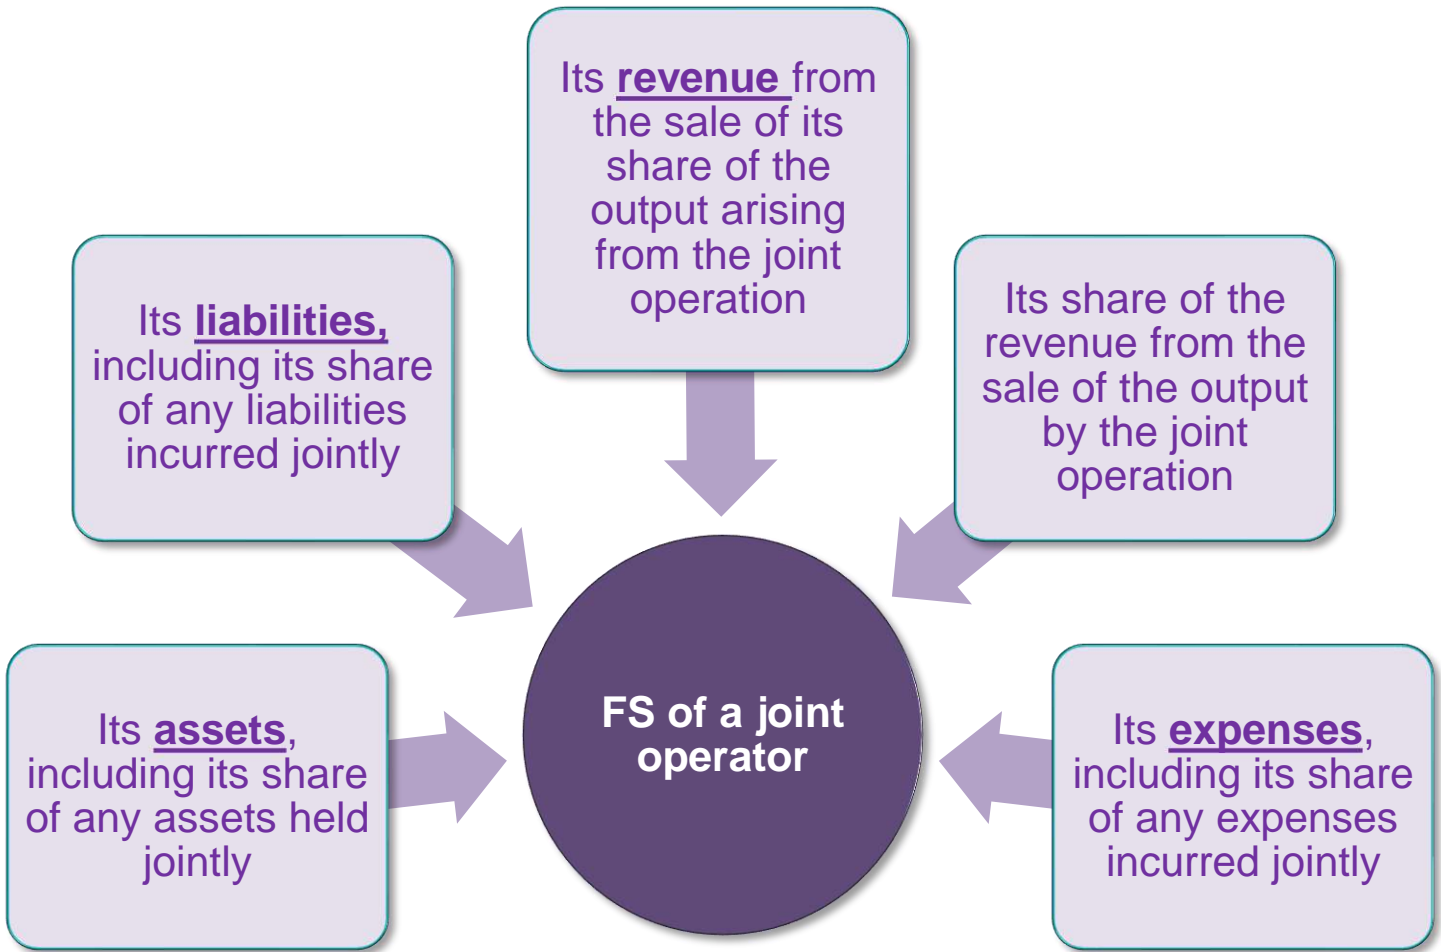 Its revenue from
the sale of its
share of the
output arising
from the joint
operation
Its liabilities,
including its share
of any liabilities
incurred jointly
Its share of the
revenue from the
sale of the output
by the joint
operation
Its assets,
including its share
of any assets held
jointly
FS of a joint
operator
Its expenses,
including its share
of any expenses
incurred jointly